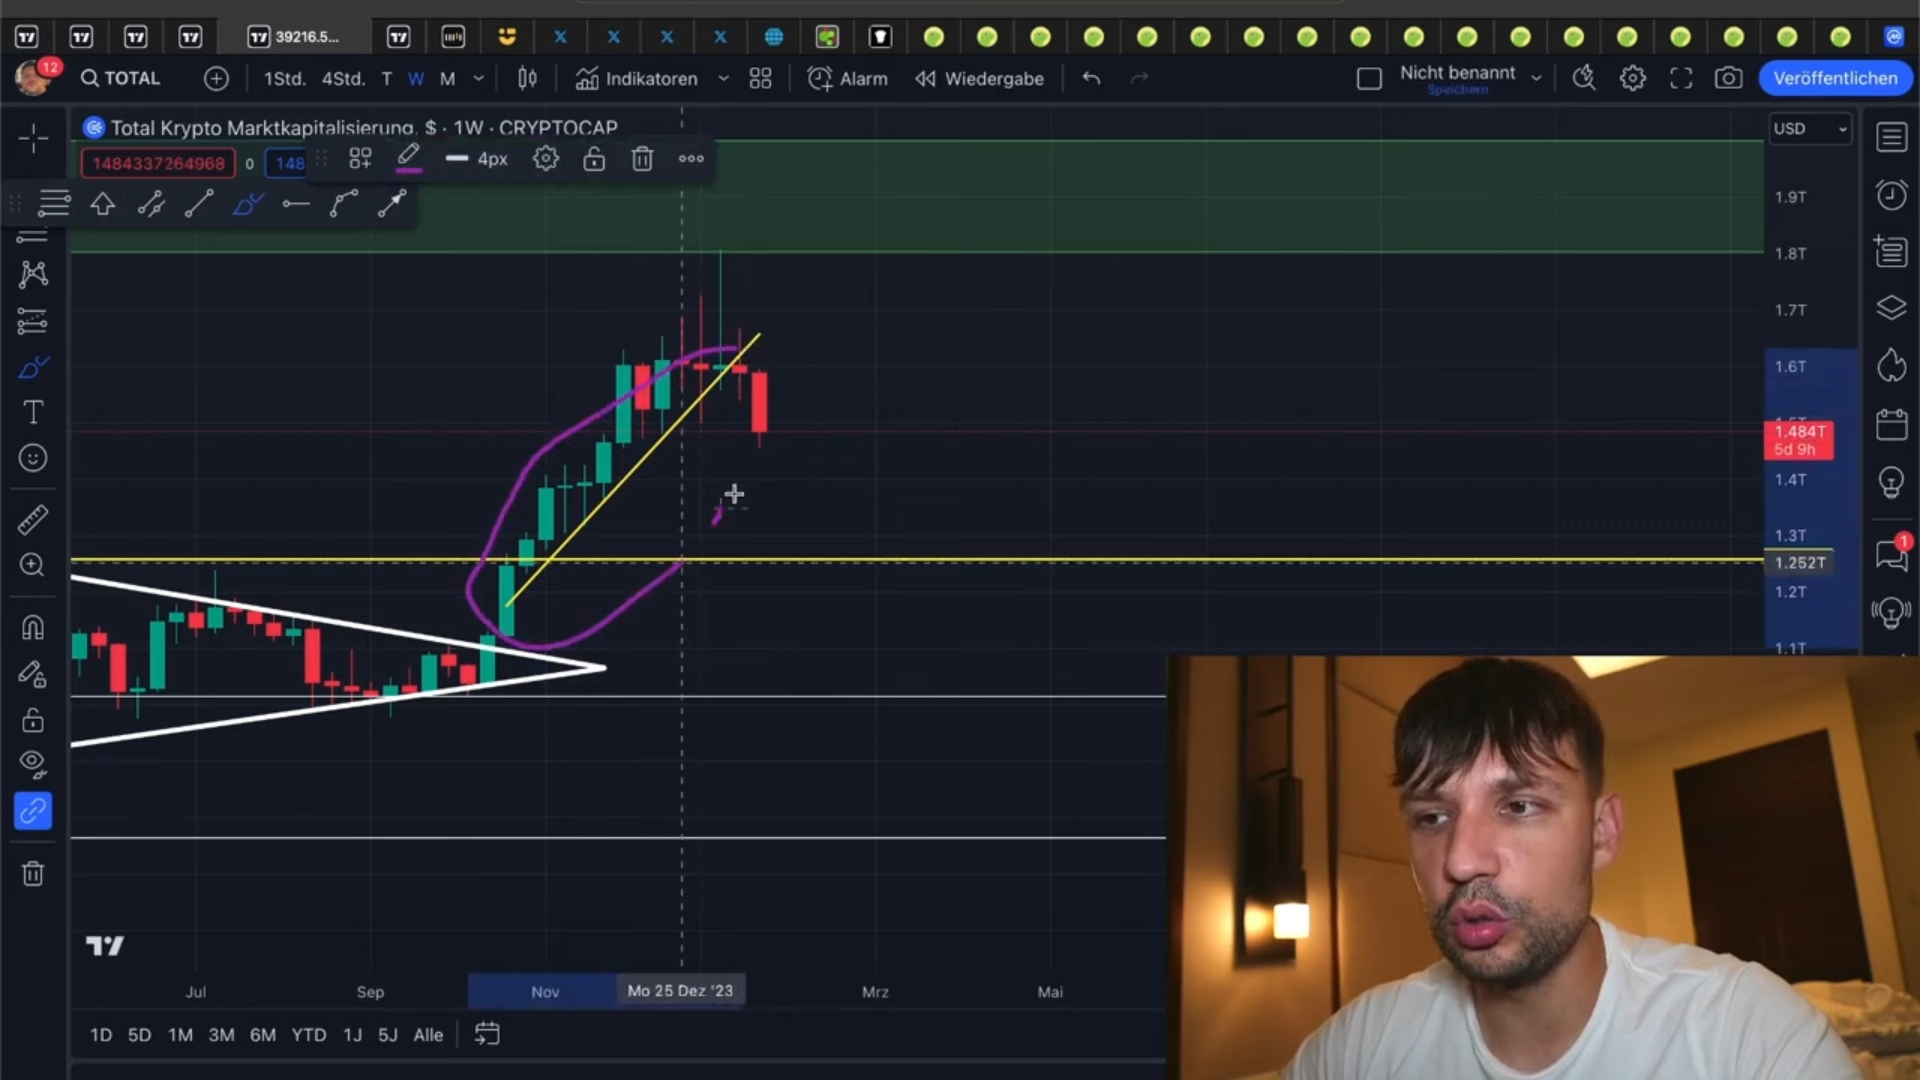 39216.5...
12
TOTAL
1Std.
4Std.
T
W
M
Indikatoren
Alarm
Wiedergabe
Nicht benannt
Speichern
Veröffentlichen
Total Krypto Marktkapitalisierung, $ · 1W · CRYPTOCAP
USD
1484337264968
0
148
4px
1.9T
1.8T
1.7T
1.6T
1.484T
5d 9h
1.4T
1.3T
1.252T
1.2T
1.1T
1
Jul
Sep
Nov
Mo 25 Dez '23
Mrz
Mai
1D
5D
1M
3M
6M
YTD
1J
5J
Alle